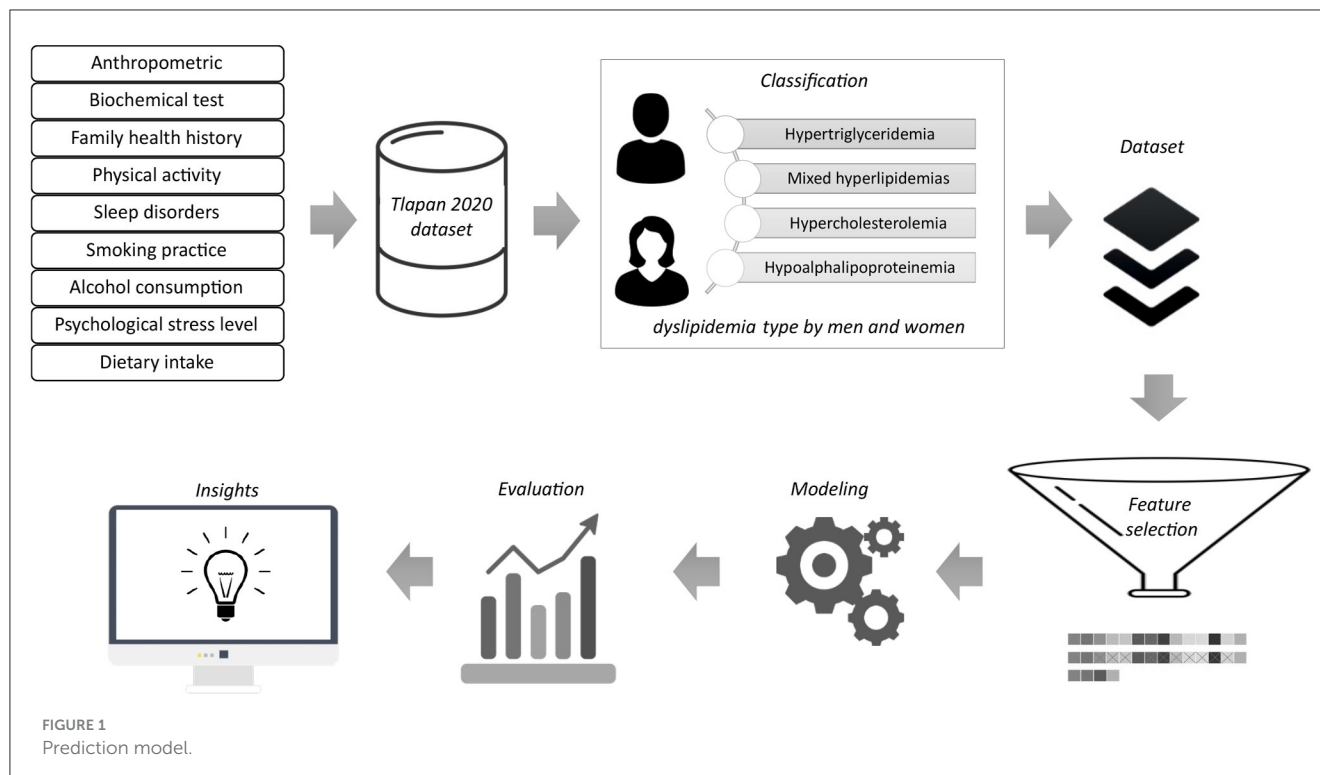 Anthropometric
Biochemical test
Family health history
Physical activity
Sleep disorders
Smoking practice
Alcohol consumption
Psychological stress level
Dietary intake
Tlapan 2020
dataset
Classification
Hypertriglyceridemia
Mixed hyperlipidemias
Hypercholesterolemia
Hypoalphalipoproteinemia
dyslipidemia type by men and women
Dataset
Feature
selection
Modeling
Evaluation
Insights
FIGURE 1
Prediction model.